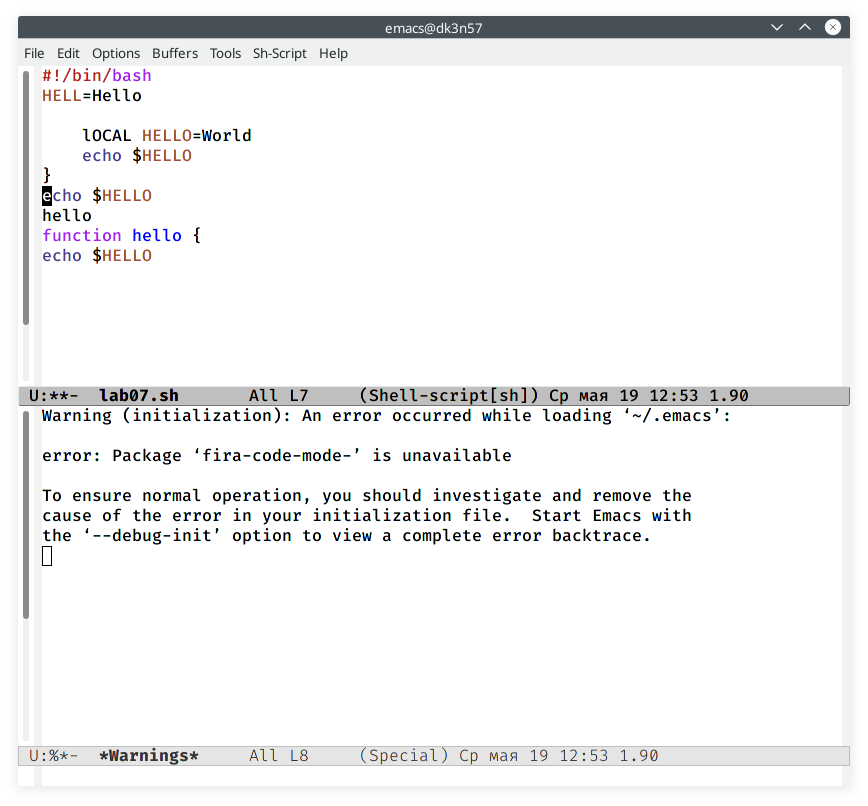 emacs@dk3n57
File Edit Options Buffers Tools Sh-Script Help
#!/bin/bash
HELL=Hello
lOCAL HELLO=World
echo $HELLO
}
echo $HELLO
hello
function hello {
echo $HELLO
U:**- lab07.sh All L7 (Shell-script[sh]) Ср мая 19 12:53 1.90
Warning (initialization): An error occurred while loading ‘~/.emacs’:
error: Package ‘fira-code-mode-’ is unavailable
To ensure normal operation, you should investigate and remove the
cause of the error in your initialization file. Start Emacs with
the ‘--debug-init’ option to view a complete error backtrace.
U:%*- *Warnings* All L8 (Special) Ср мая 19 12:53 1.90